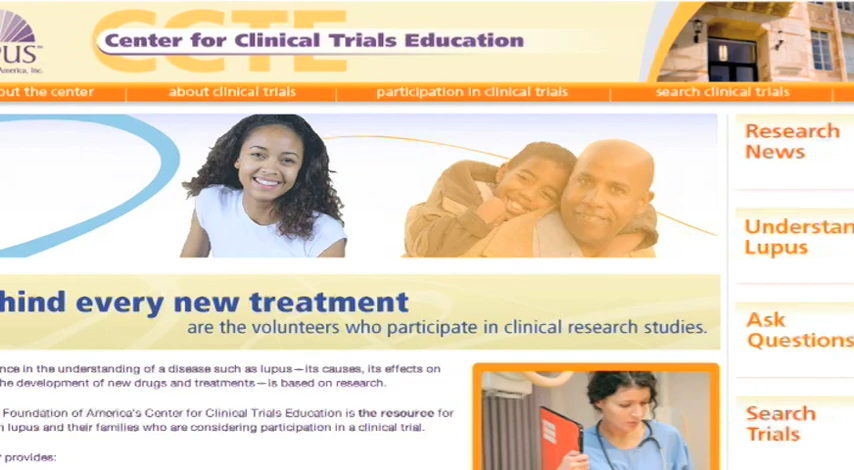 CCTE
Center for Clinical Trials Education
America, Inc.
the center
about clinical trials
participation in clinical trials
search clinical trials
Research
News
Lupus
Ask
Questions
Search
Trials
every new treatment
are the volunteers who participate in clinical research studies.
in the understanding of a disease such as lupus—its causes, its effects on
the development of new drugs and treatments—is based on research.
Foundation of America's Center for Clinical Trials Education is the resource for
lupus and their families who are considering participation in a clinical trial.
provides: